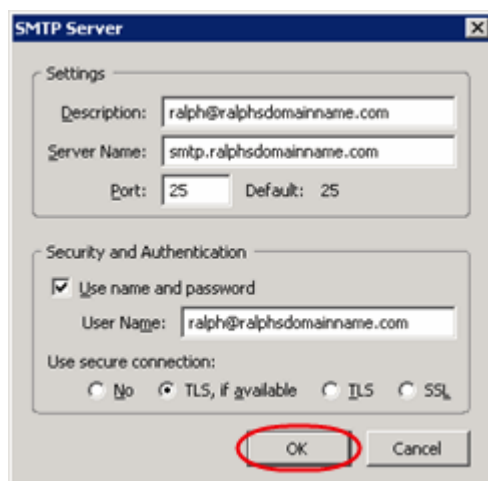 SMTP Server
Settings
Description: ralph@ralphsdomainname.com
Server Name: smtp.ralphsdomainname.com
Port: 25 Default: 25
Security and Authentication
Use name and password
User Name: ralph@ralphsdomainname.com
Use secure connection:
No TLS, if available TLS SSL
OK Cancel